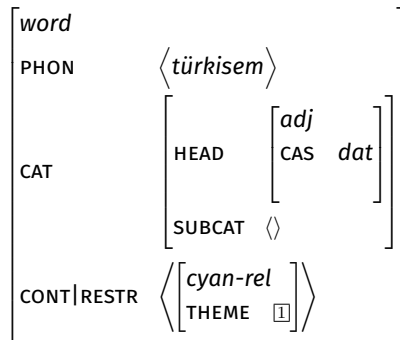 word
PHON ⟨türkisem⟩
CAT HEAD adj
CAS dat
SUBCAT ⟨⟩
CONT|RESTR ⟨ cyan-rel
THEME 1 ⟩